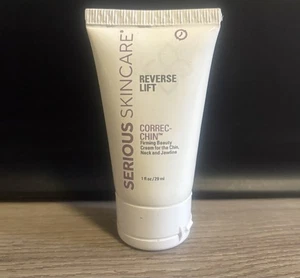 SERIOUS SKINCARE®
REVERSE
LIFT
CORREC-
CHIN™
Firming Beauty
Cream for the Chin,
Neck and Jawline
1 fl oz/29 ml